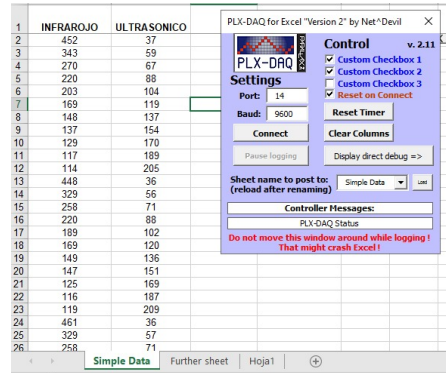 PLX-DAQ for Excel "Version 2" by Net^Devil
INFRAROJO ULTRASONICO
1
2 452 37
3 343 59
4 270 67
5 220 88
6 203 104
7 169 119
8 148 137
9 137 154
10 129 170
11 117 189
12 114 205
13 448 36
14 329 56
15 258 71
16 220 88
17 189 102
18 169 120
19 149 136
20 147 151
21 125 169
22 116 187
23 119 209
24 461 36
25 329 57
26 258 71
PLX-DAQ
Control v. 2.11
Custom Checkbox 1
Custom Checkbox 2
Custom Checkbox 3
Reset on Connect
Settings
Port: 14
Baud: 9600
Reset Timer
Connect
Clear Columns
Pause logging
Display direct debug =>
Sheet name to post to:
(reload after renaming)
Simple Data
Load
Controller Messages:
PLX-DAQ Status
Do not move this window around while logging !
That might crash Excel !
Simple Data Further sheet Hoja1